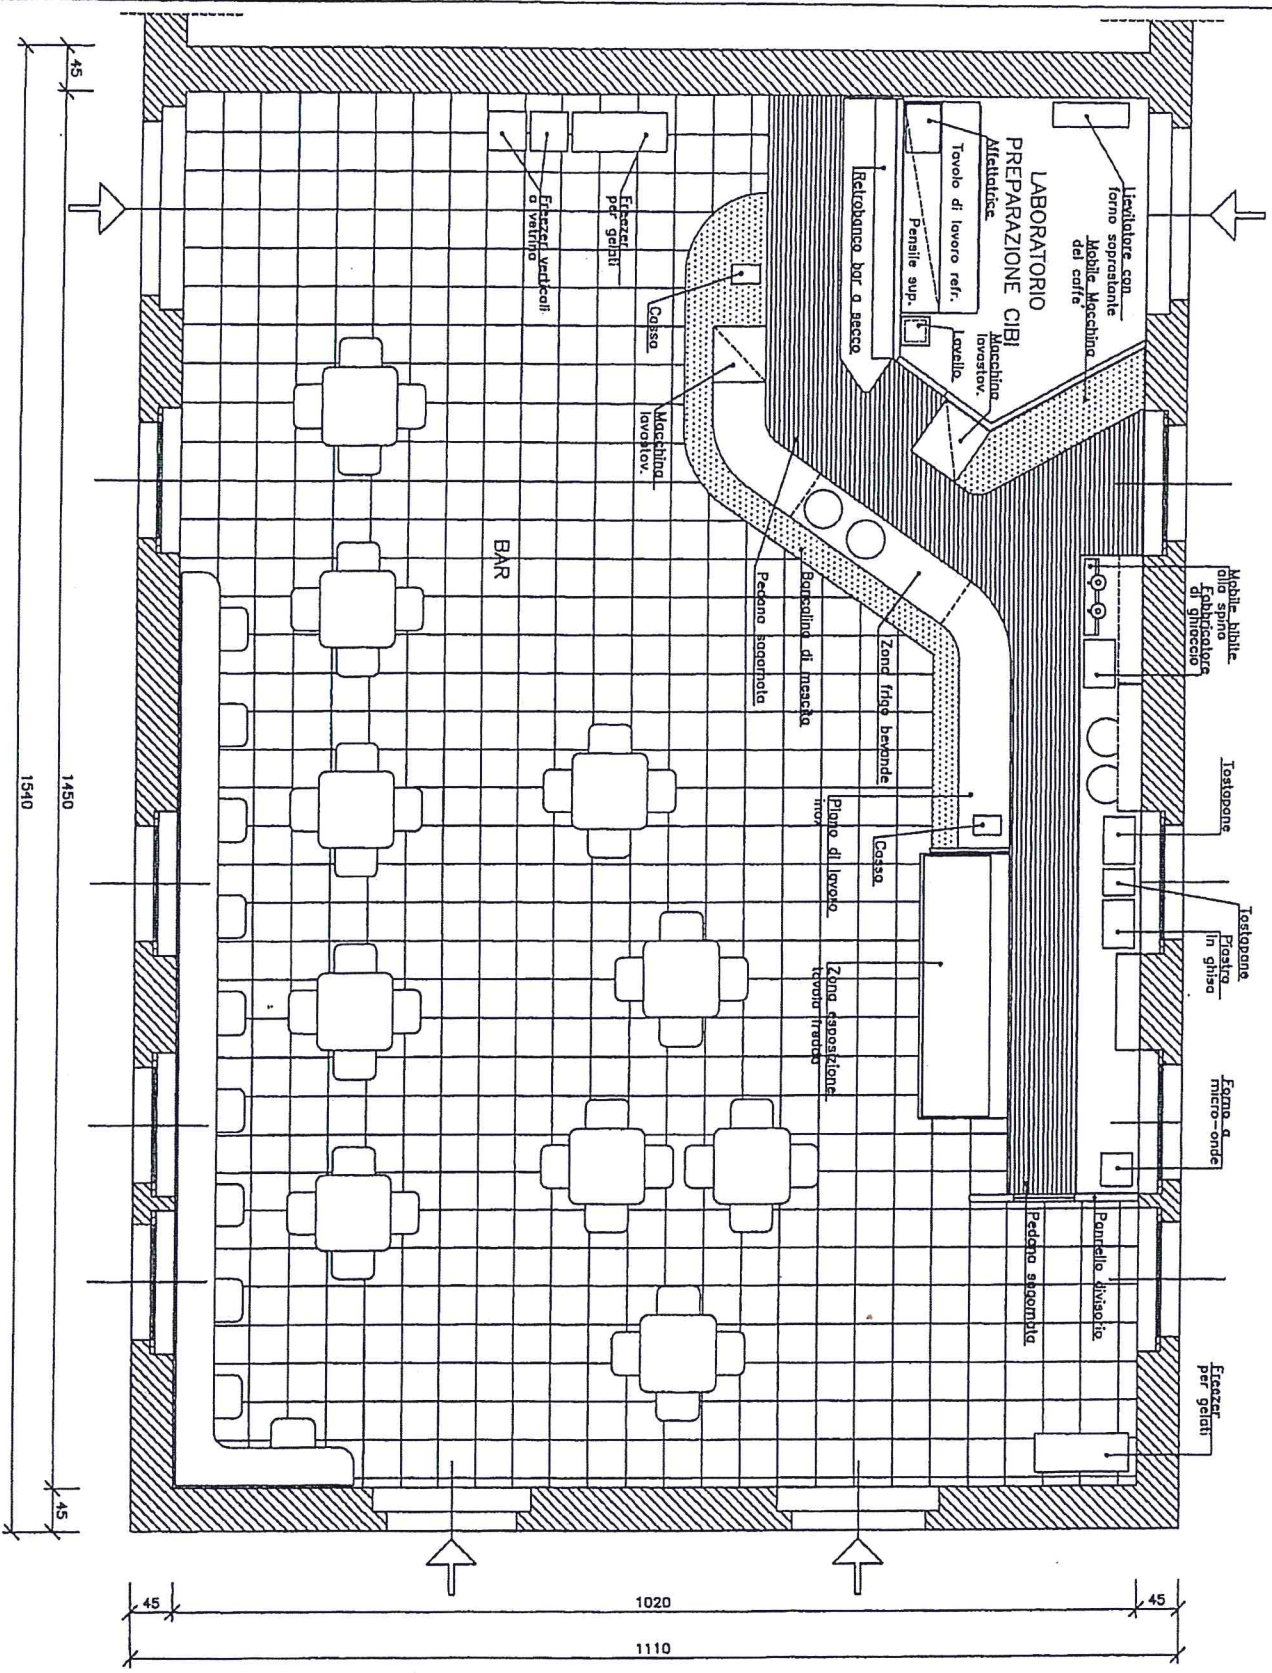 Lievitatore con
forno soprastante
Mobile Macchina
del caffe'
LABORATORIO
PREPARAZIONE CIBI
Affettatrice
Tavolo di lavoro refr.
Pensile sup.
Lavello
Macchina
lavastov.
Retrobanco bar a secco
Freezer
per gelati
Freezer verticali
a vetrina
Cassa
Macchina
lavastov.
BAR
Pedana sagomata
Bancalina di mescita
Zona frigo bevande
Piano di lavoro
inox
Cassa
Zona esposizione
tavola fredda
Mobile bibite
alla spina
Fabbricatore
di ghiaccio
Tostapane
Tostapane
Piastra
in ghisa
Forno a
micro-onde
Pannello divisorio
Pedana sagomata
Freezer
per gelati
45
1450
45
1540
45
1020
45
1110